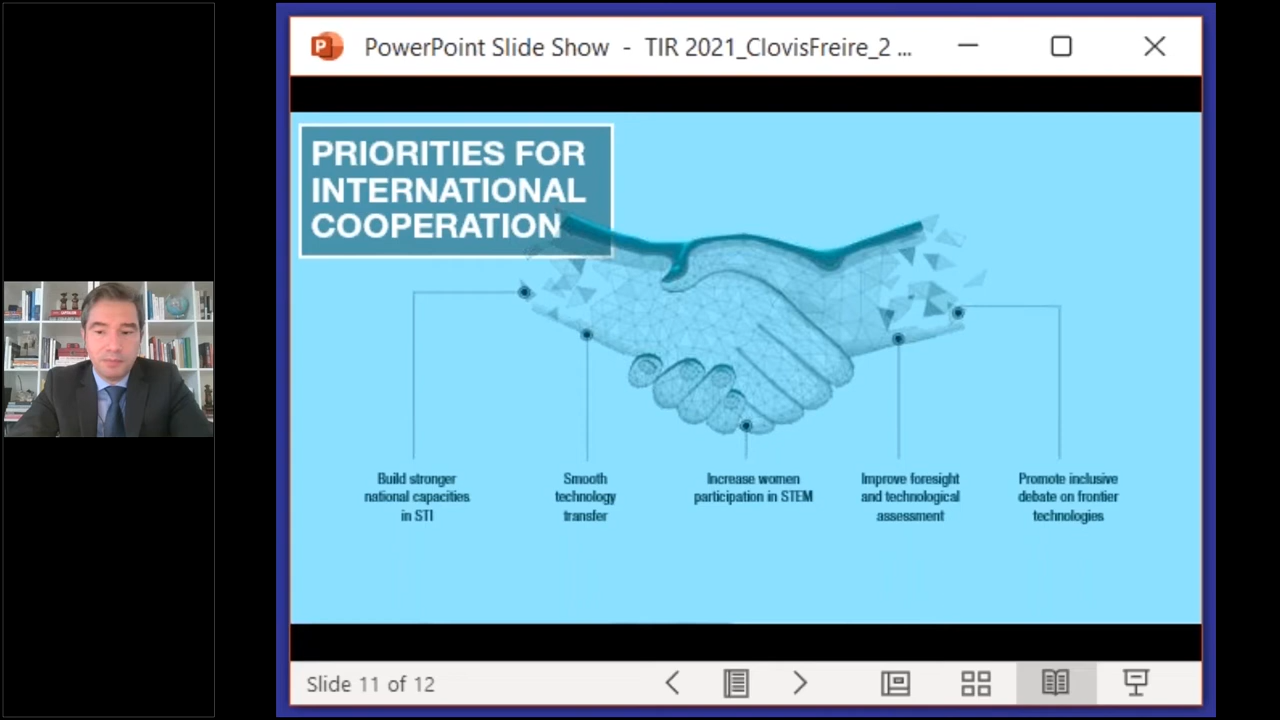 PowerPoint Slide Show - TIR 2021_ClovisFreire_2 ...
PRIORITIES FOR
INTERNATIONAL
COOPERATION
Build stronger
national capacities
in STI
Smooth
technology
transfer
Increase women
participation in STEM
Improve foresight
and technological
assessment
Promote inclusive
debate on frontier
technologies
Slide 11 of 12